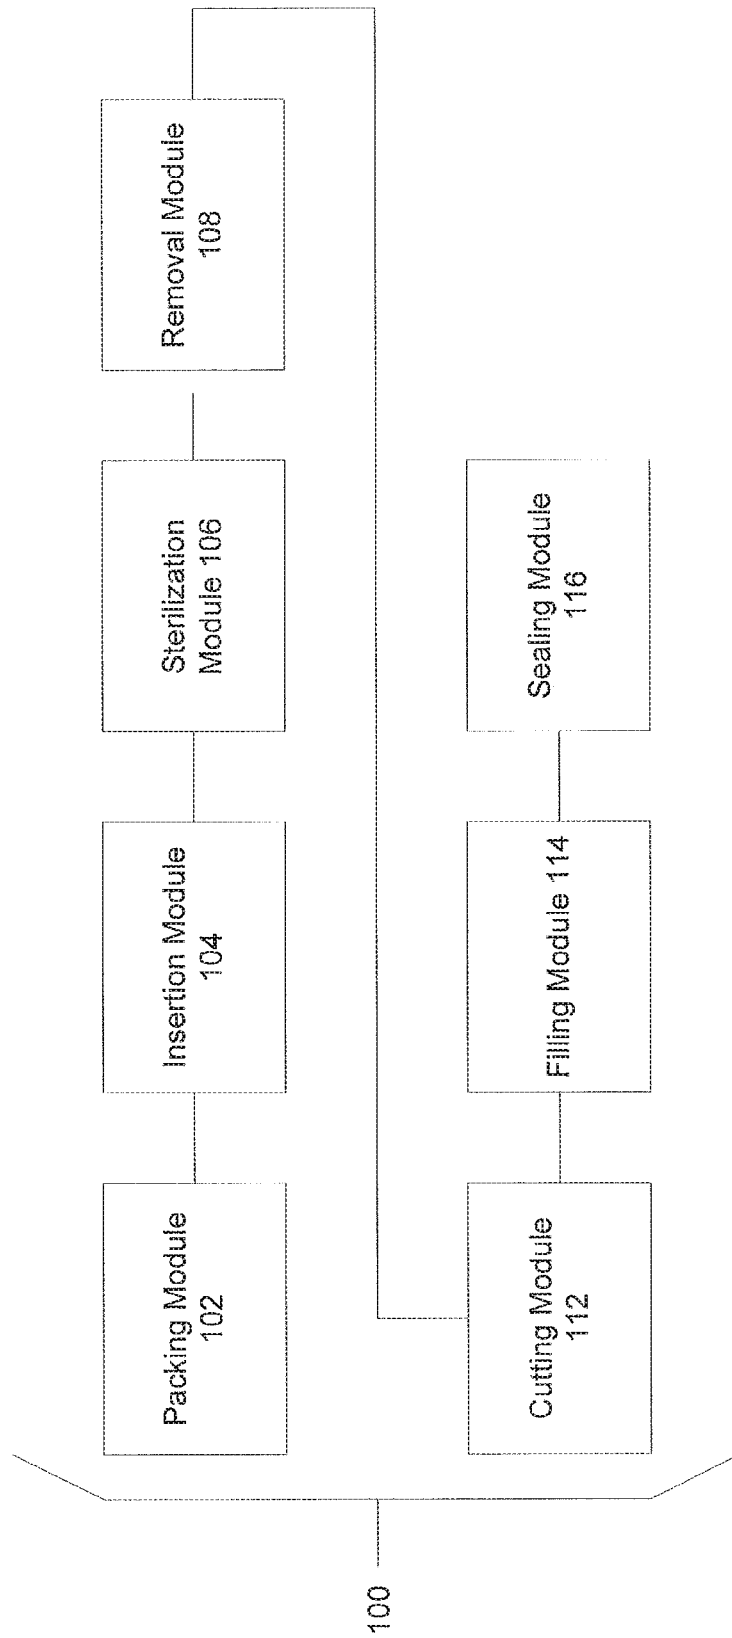 100
Packing Module
102
Insertion Module
104
Sterilization
Module 106
Removal Module
108
Cutting Module
112
Filling Module 114
Sealing Module
116